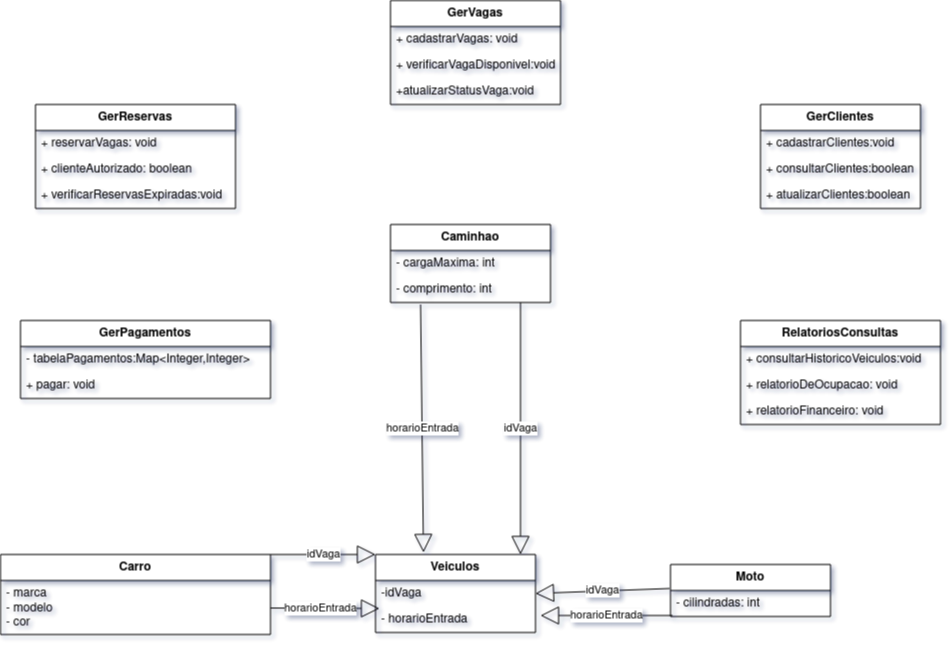 GerVagas
+ cadastrarVagas: void
+ verificarVagaDisponivel:void
+atualizarStatusVaga:void
GerReservas
+ reservarVagas: void
+ clienteAutorizado: boolean
+ verificarReservasExpiradas:void
GerClientes
+ cadastrarClientes:void
+ consultarClientes:boolean
+ atualizarClientes:boolean
Caminhao
- cargaMaxima: int
- comprimento: int
GerPagamentos
- tabelaPagamentos:Map<Integer,Integer>
+ pagar: void
RelatoriosConsultas
+ consultarHistoricoVeiculos:void
+ relatorioDeOcupacao: void
+ relatorioFinanceiro: void
horarioEntrada
idVaga
Carro
- marca
- modelo
- cor
idVaga
horarioEntrada
Veiculos
-idVaga
- horarioEntrada
idVaga
horarioEntrada
Moto
- cilindradas: int